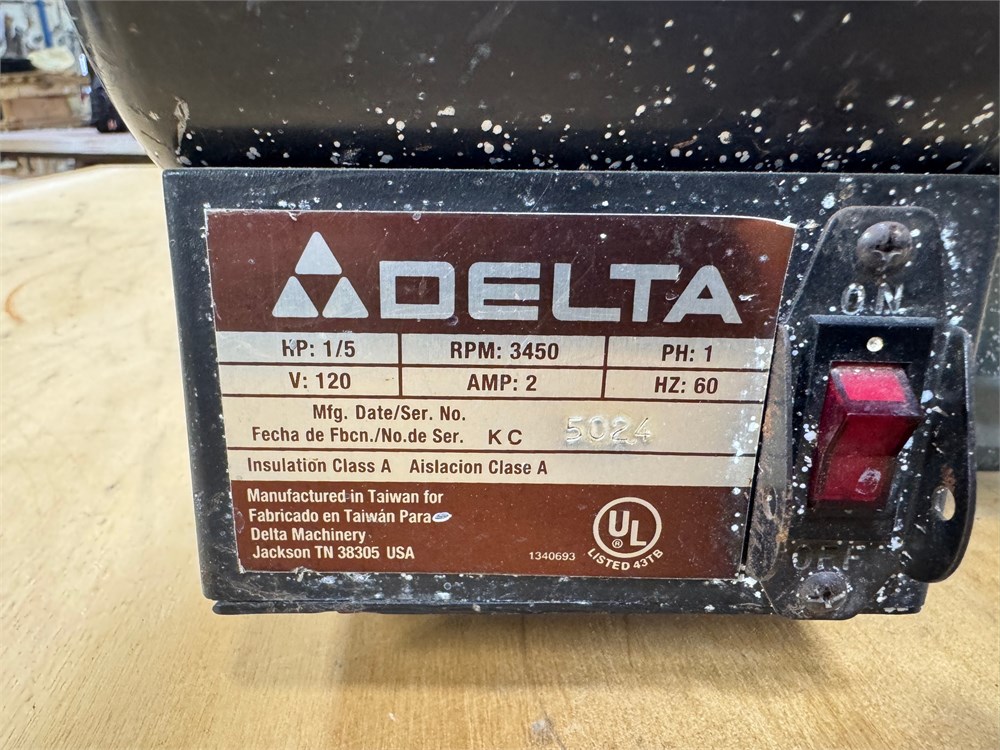 DELTA
HP: 1/5 RPM: 3450 PH: 1
V: 120 AMP: 2 HZ: 60
Mfg. Date/Ser. No.
Fecha de Fbcn./No.de Ser. KC 5024
Insulation Class A Aislacion Clase A
Manufactured in Taiwan for
Fabricado en Taiwán Para
Delta Machinery
Jackson TN 38305 USA
1340693
UL
®
LISTED 43TB
ON
OFF